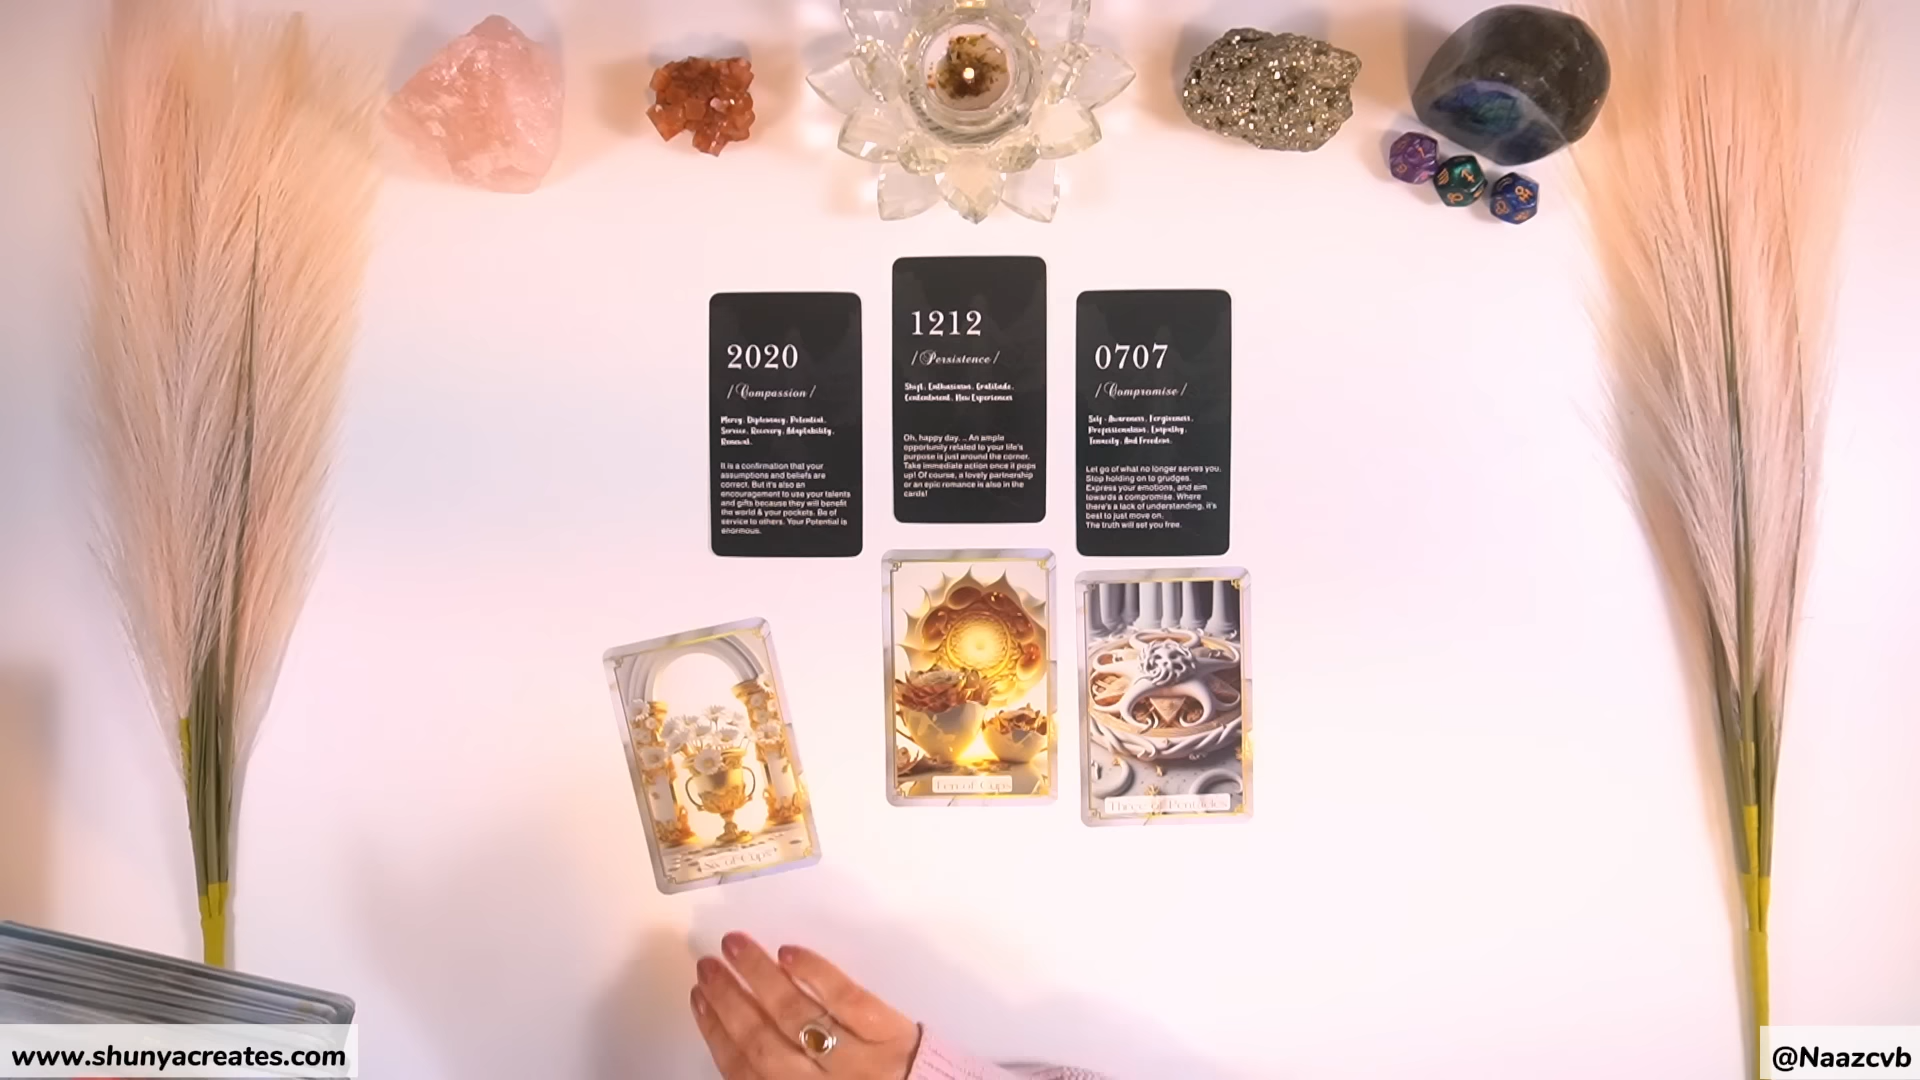 2020
/Compassion/
Mercy, Diplomacy, Potential,
Service, Recovery, Adaptability,
Renewal.
It is a confirmation that your
assumptions and beliefs are
correct. But it's also an
encouragement to use your talents
and gifts because they will benefit
the world & your pockets. Be of
service to others. Your Potential is
enormous.
1212
/Persistence/
Shift, Enthusiasm, Gratitude,
Contentment, New Experiences
Oh, happy day. .. An ample
opportunity related to your life's
purpose is just around the corner.
Take immediate action once it pops
up! Of course, a lovely partnership
or an epic romance is also in the
cards!
0707
/Compromise/
Self-Awareness, Forgiveness,
Professionalism, Empathy,
Tenacity, And Freedom.
Let go of what no longer serves you.
Stop holding on to grudges.
Express your emotions, and aim
towards a compromise. Where
there's a lack of understanding, it's
best to just move on.
The truth will set you free.
Six of Cups
Ten of Cups
Three of Pentacles
www.shunyacreates.com
@Naazcvb